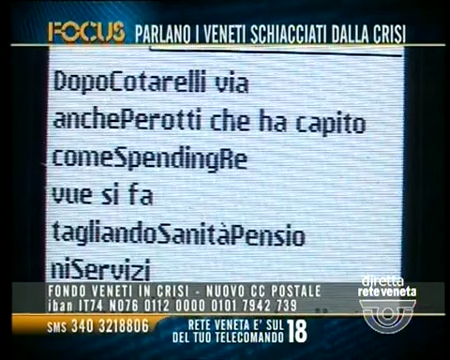 FOCUS PARLANO I VENETI SCHIACCIATI DALLA CRISI
DopoCotarelli via
anchePerotti che ha capito
comeSpendingRe
vue si fa
tagliandoSanitàPensio
niServizi
diretta
reteveneta
FONDO VENETI IN CRISI - NUOVO CC POSTALE
iban IT74 N076 0112 0000 0101 7942 739
SMS 340 3218806
RETE VENETA E' SUL
DEL TUO TELECOMANDO 18